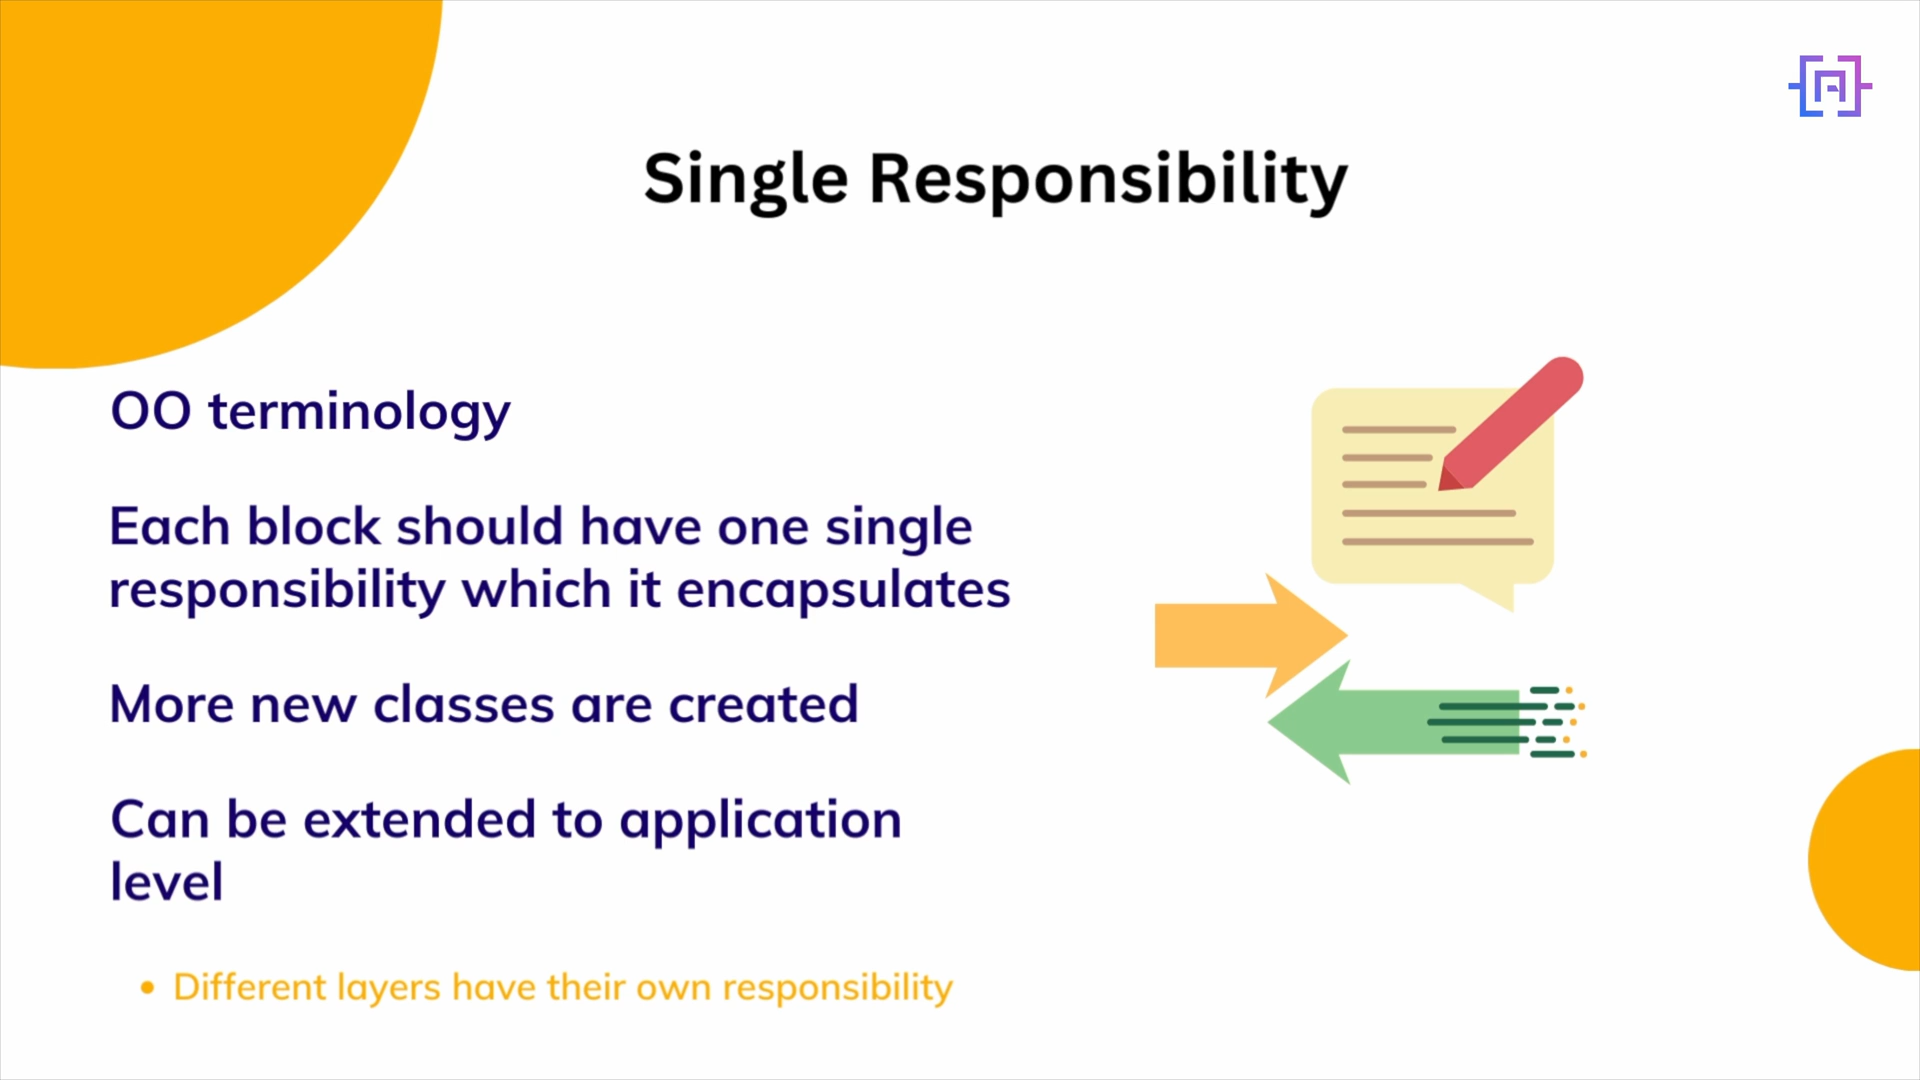 Single Responsibility
OO terminology
Each block should have one single
responsibility which it encapsulates
More new classes are created
Can be extended to application
level
• Different layers have their own responsibility